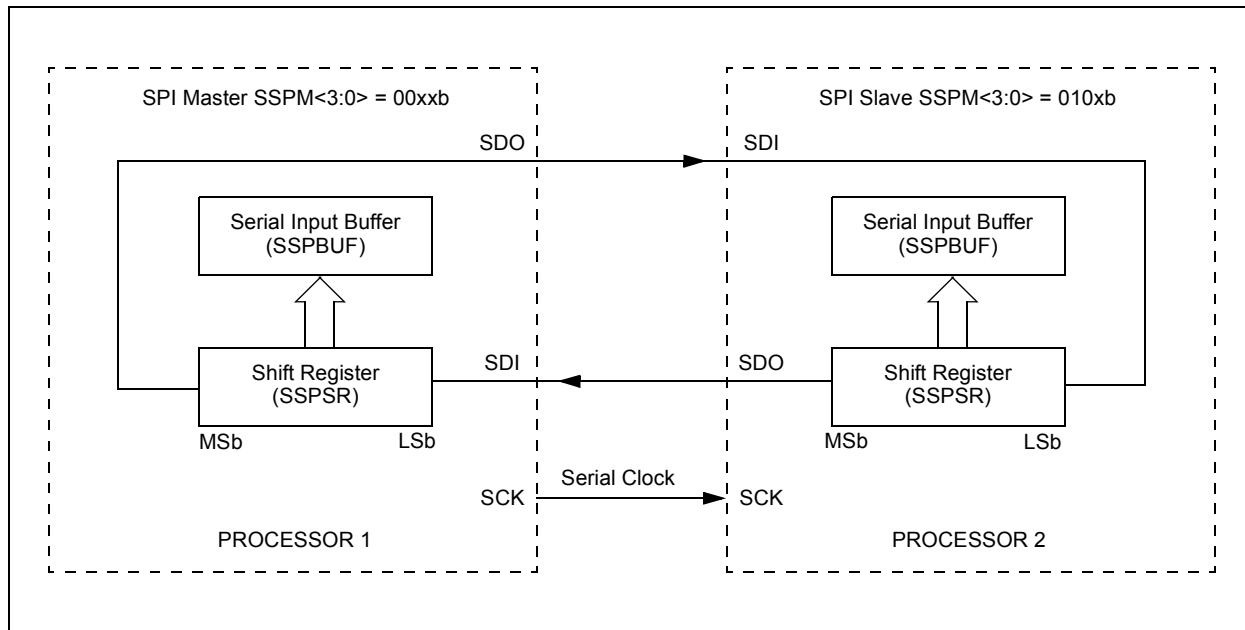 SPI Master SSPM<3:0> = 00xxb
SDO
Serial Input Buffer
(SSPBUF)
Shift Register
(SSPSR)
MSb
LSb
SDI
SCK
PROCESSOR 1
Serial Clock
SPI Slave SSPM<3:0> = 010xb
SDI
Serial Input Buffer
(SSPBUF)
SDO
Shift Register
(SSPSR)
MSb
LSb
SCK
PROCESSOR 2